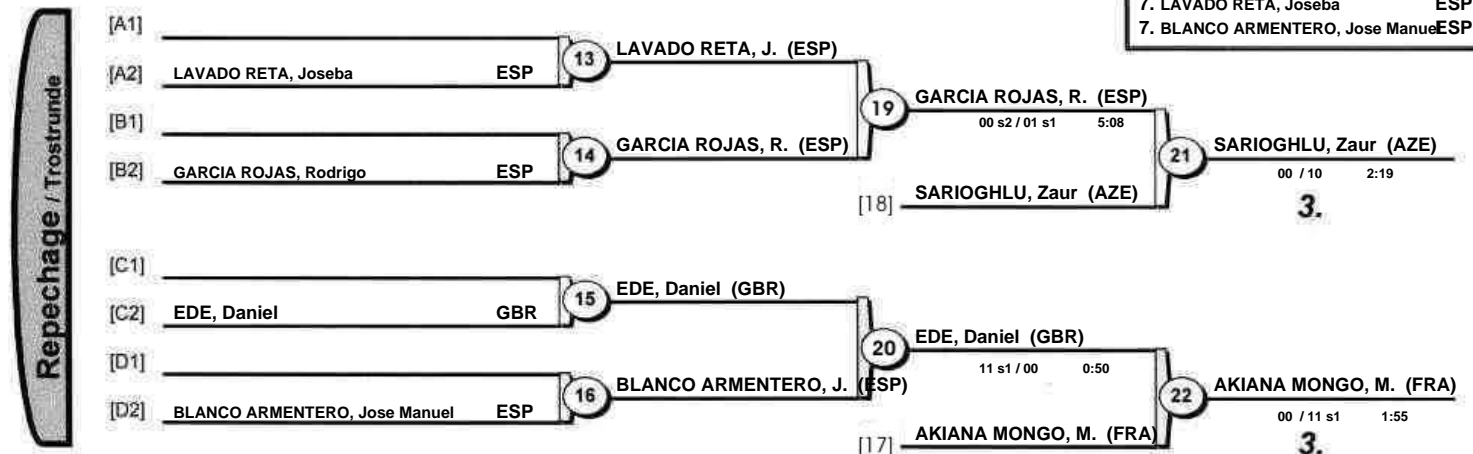 7. LAVADO RETA, Joseba ESP
7. BLANCO ARMENTERO, Jose Manue ESP
Repechage / Trostrunde
[A1]
[A2] LAVADO RETA, Joseba ESP
13
LAVADO RETA, J. (ESP)
[B1]
[B2] GARCIA ROJAS, Rodrigo ESP
14
GARCIA ROJAS, R. (ESP)
19
GARCIA ROJAS, R. (ESP)
00 s2 / 01 s1 5:08
[18] SARIOGHLU, Zaur (AZE)
21
SARIOGHLU, Zaur (AZE)
00 / 10 2:19
3.
[C1]
[C2] EDE, Daniel GBR
15
EDE, Daniel (GBR)
[D1]
[D2] BLANCO ARMENTERO, Jose Manuel ESP
16
BLANCO ARMENTERO, J. (ESP)
20
EDE, Daniel (GBR)
11 s1 / 00 0:50
[17] AKIANA MONGO, M. (FRA)
22
AKIANA MONGO, M. (FRA)
00 / 11 s1 1:55
3.